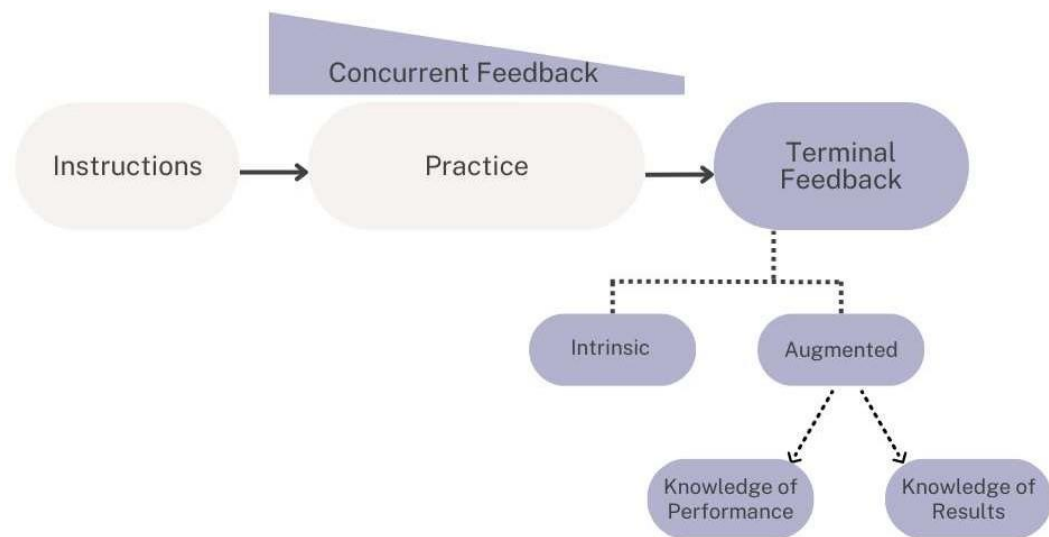 Concurrent Feedback
Instructions
Practice
Terminal
Feedback
Intrinsic
Augmented
Knowledge of
Performance
Knowledge of
Results